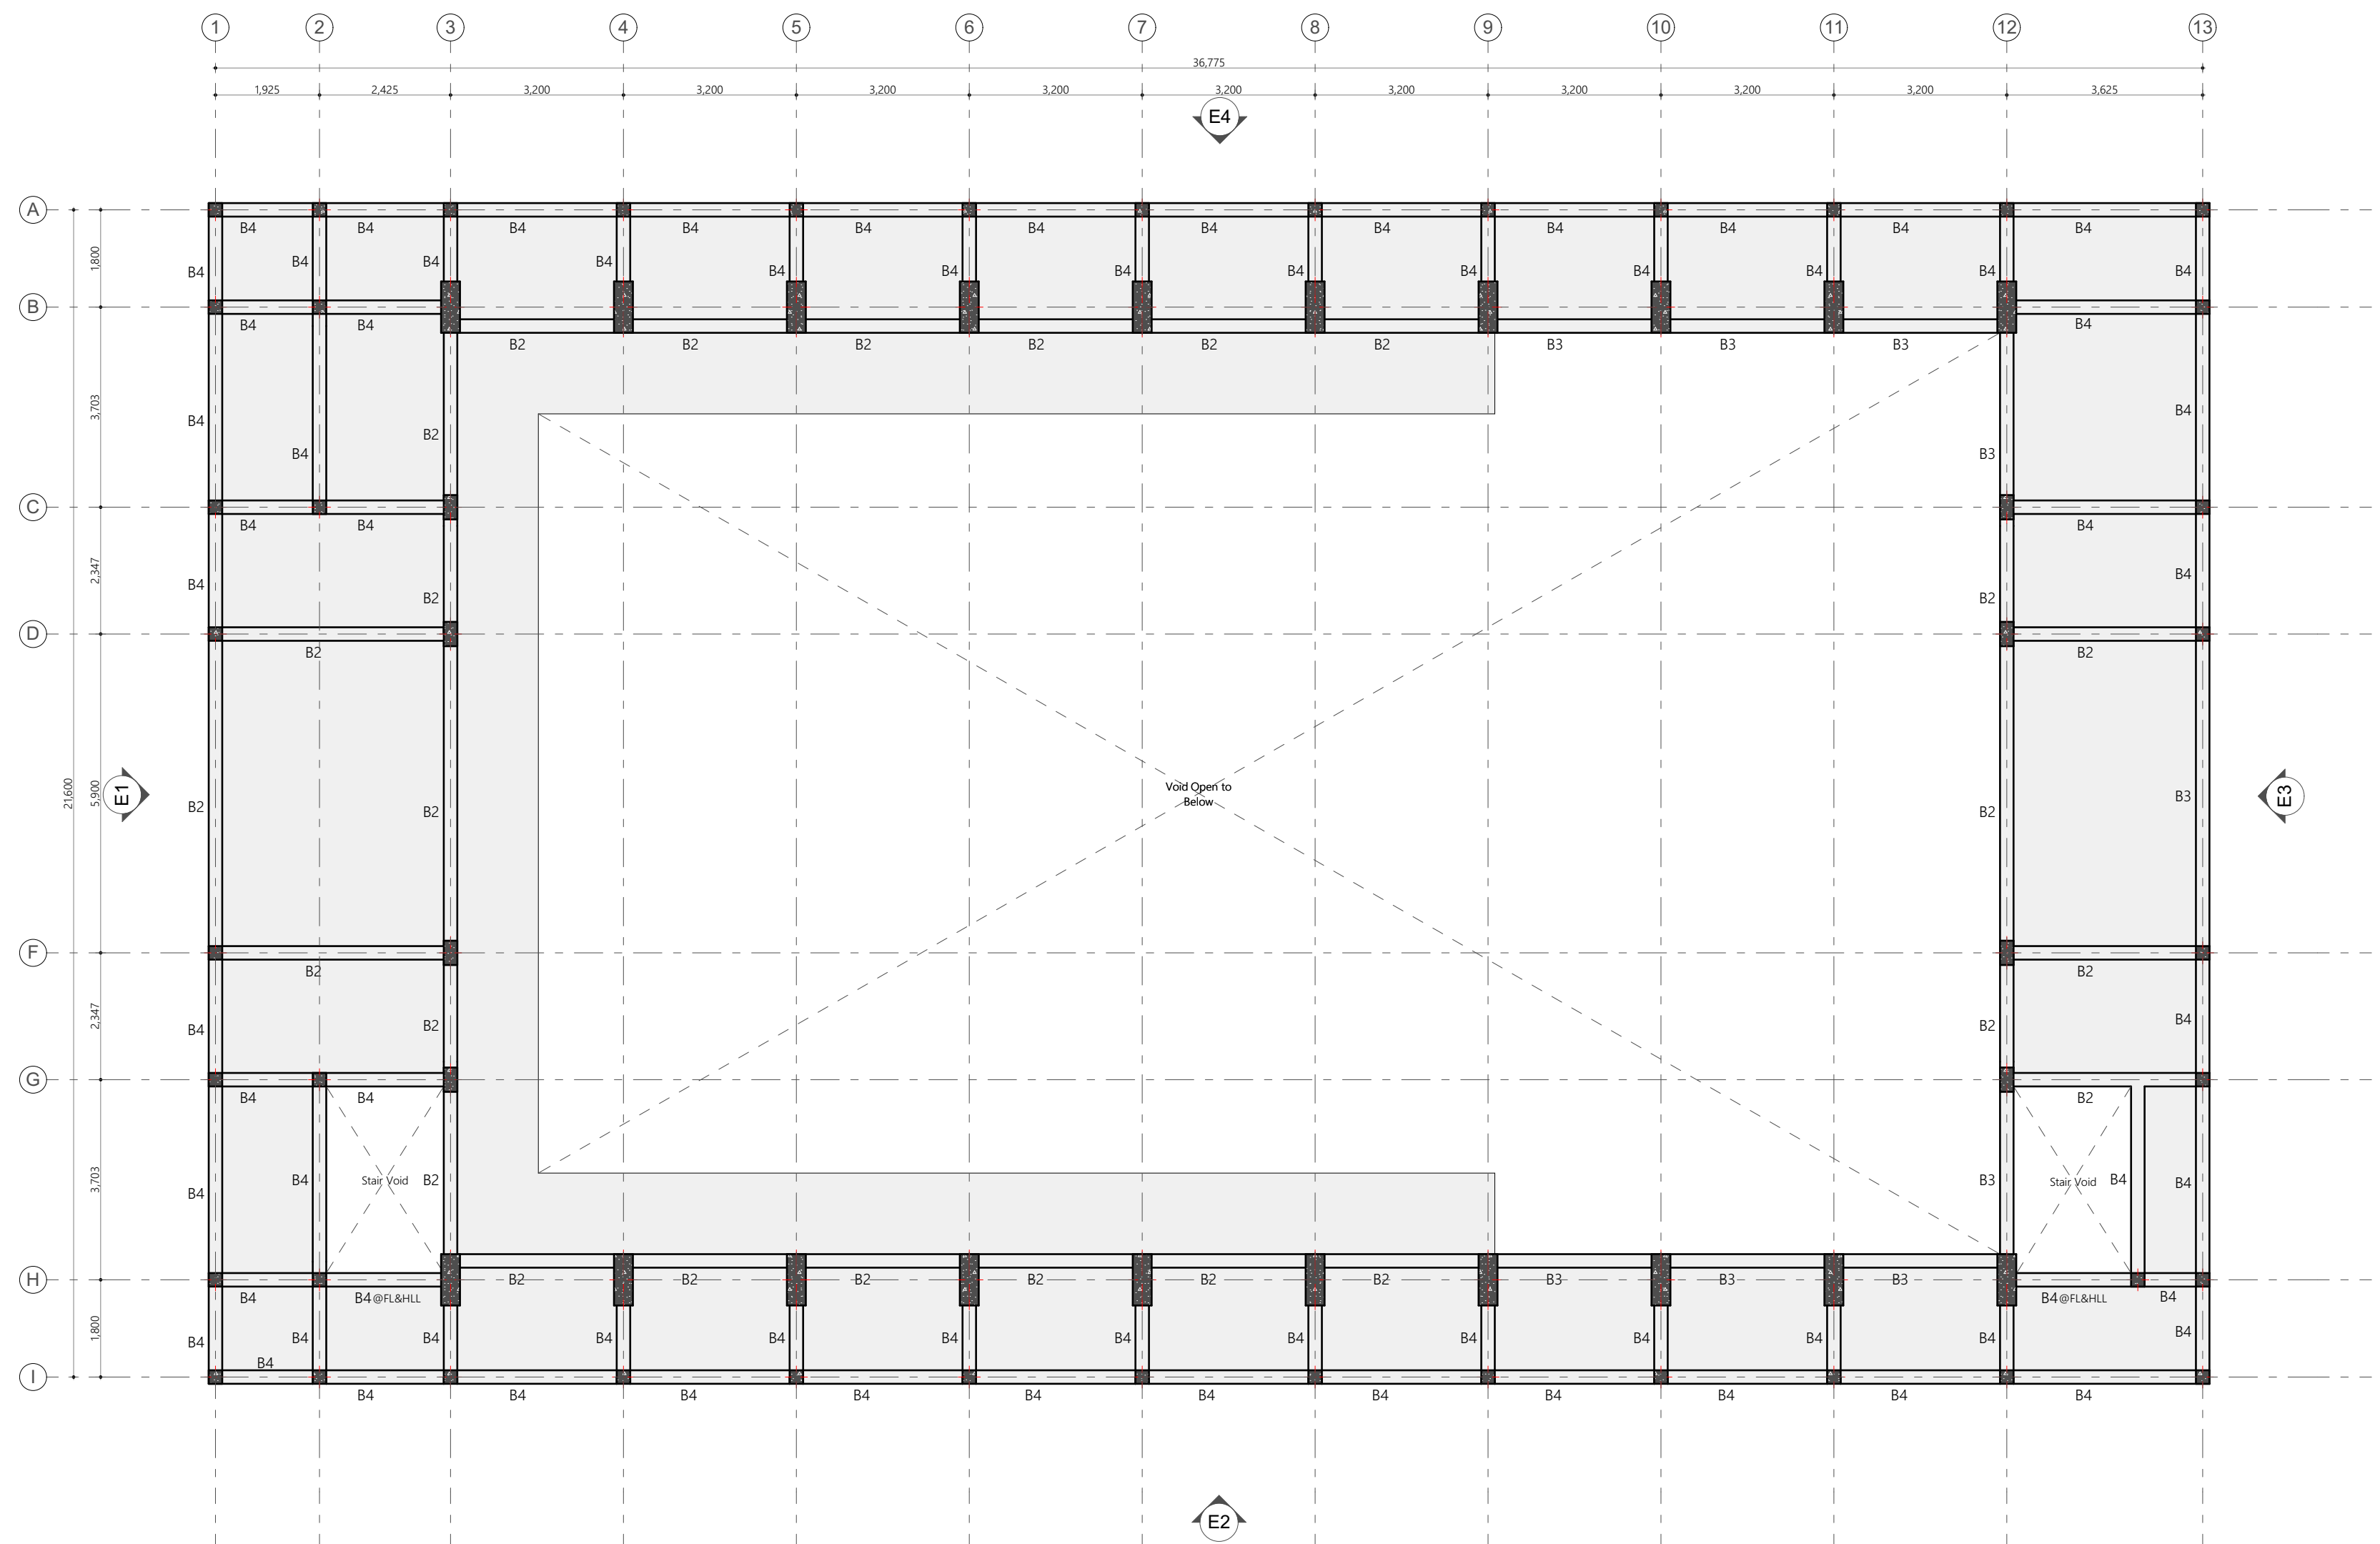 1 2 3 4 5 6 7 8 9 10 11 12 13
36,775
1,925 2,425 3,200 3,200 3,200 3,200 3,200 3,200 3,200 3,200 3,200 3,625
E4
A
B4 B4 B4 B4 B4 B4 B4 B4 B4 B4 B4 B4
1,800
B4 B4 B4 B4 B4 B4 B4 B4 B4 B4 B4 B4 B4
B
B4 B4 B4
B2 B2 B2 B2 B2 B2 B3 B3 B3
3,703
B4 B4 B2 B3 B4
C
B4 B4 B4
2,347
B4 B2 B2 B4
D
B2 B2
21,600
5,900
E1
B2 B2 B2 B3
Void Open to
Below
E3
F
B2 B2
2,347
B4 B2 B2 B4
G
B4 B4 B2
3,703
B4 B4 Stair Void B2 B3 Stair Void B4 B4
H
B2 B2 B2 B2 B2 B2 B3 B3 B3
B4 B4@FL&HLL B4@FL&HLL B4
1,800
B4 B4 B4 B4 B4 B4 B4 B4 B4 B4 B4 B4 B4
B4
I
B4 B4 B4 B4 B4 B4 B4 B4 B4 B4 B4
E2